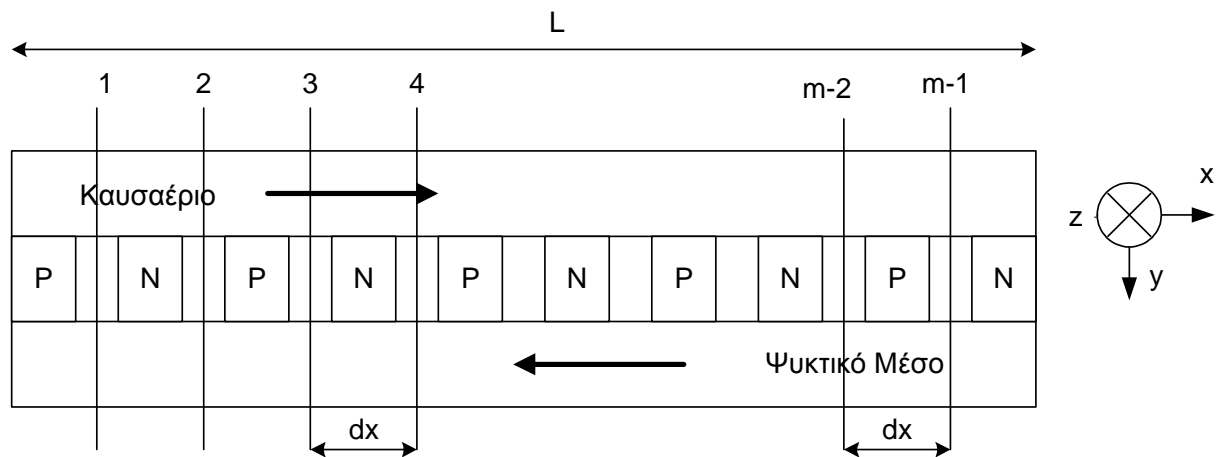 L
1 2 3 4 m-2 m-1
Καυσαέριο
x
z
P N P N P N P N P N
y
Ψυκτικό Μέσο
dx dx